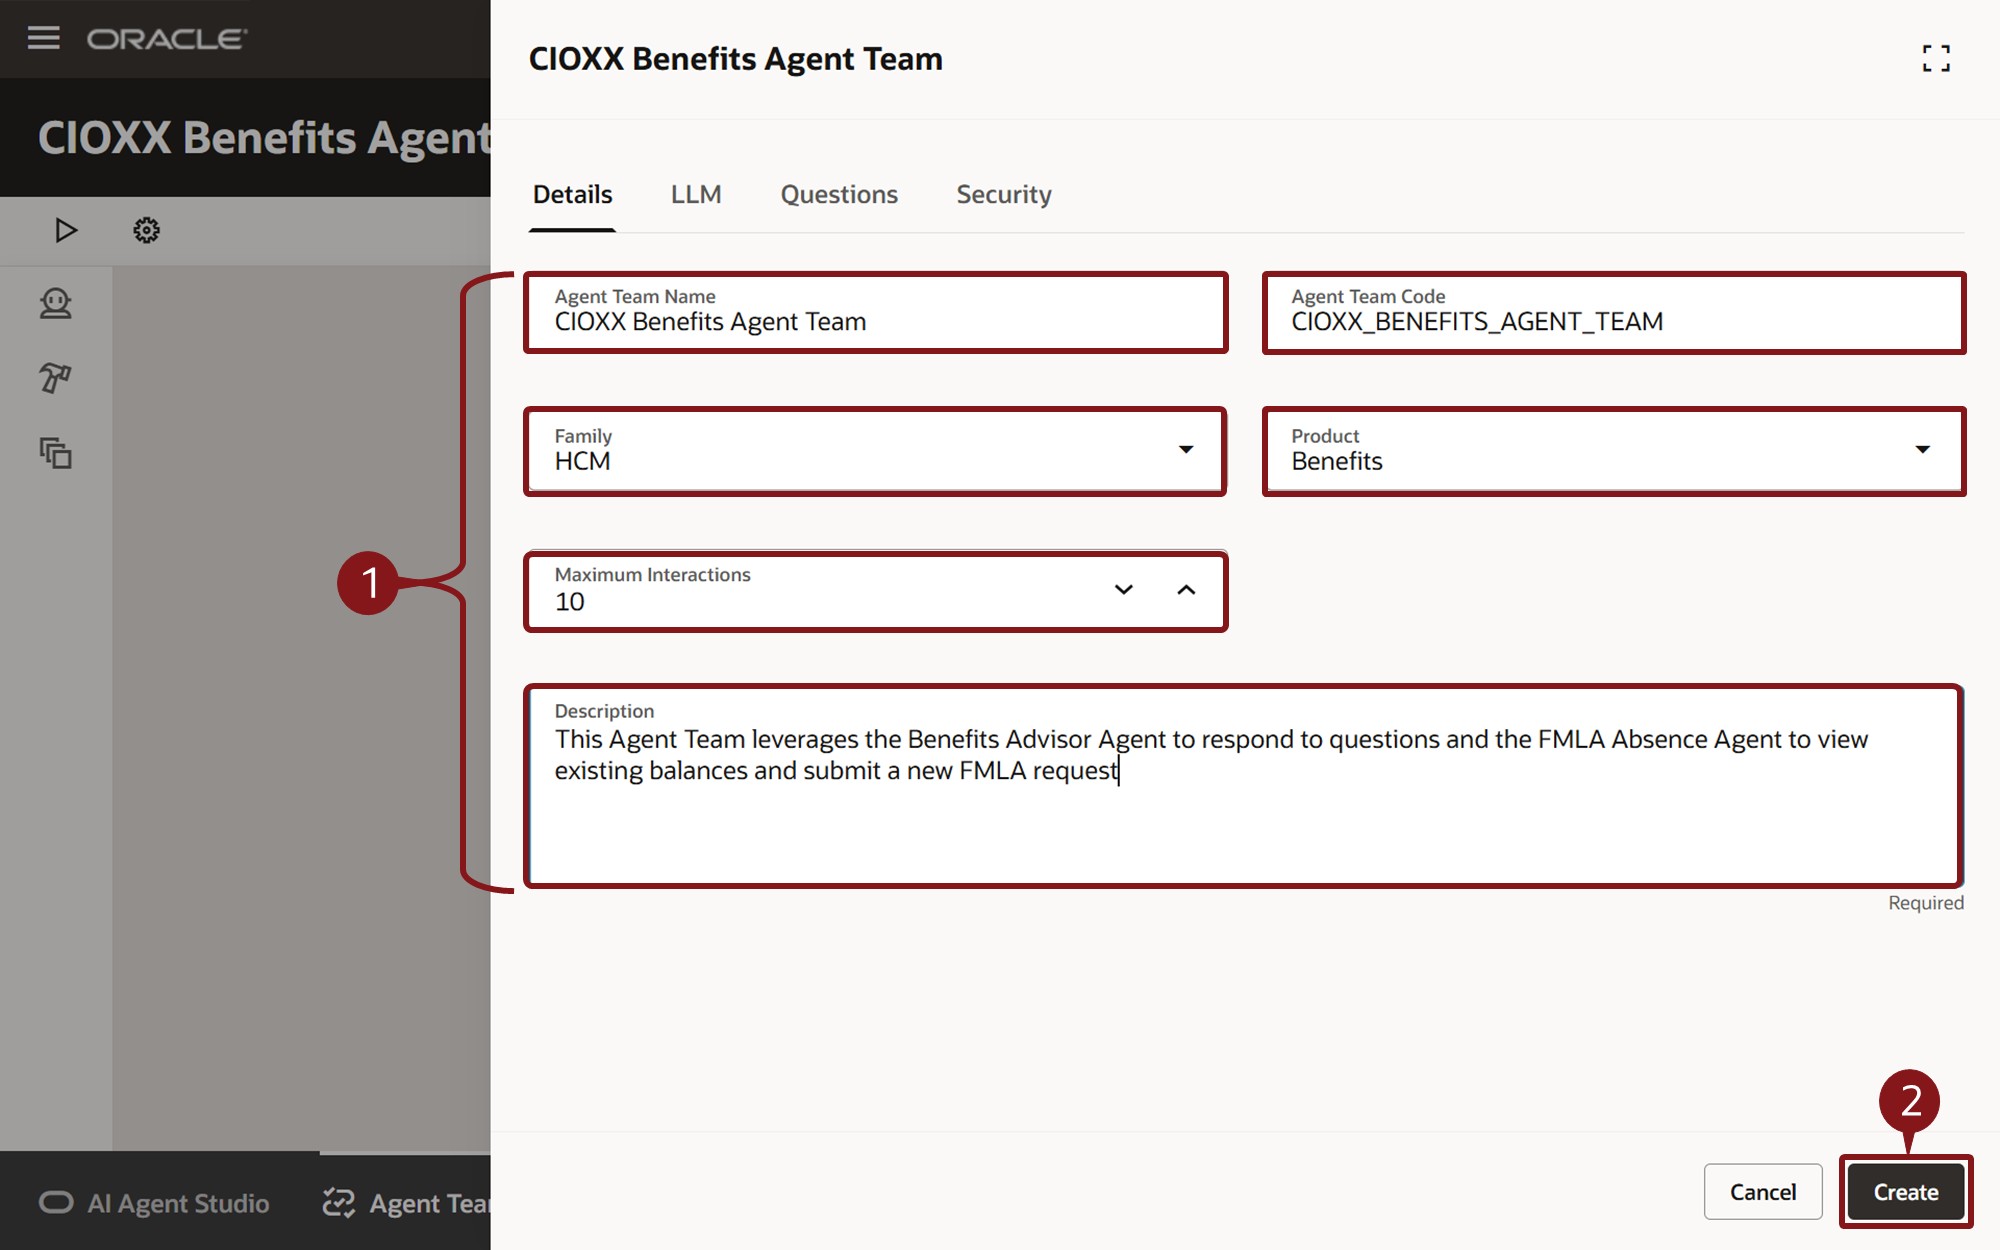 ORACLE
CIOXX Benefits Agent
CIOXX Benefits Agent Team
Details LLM Questions Security
Agent Team Name
CIOXX Benefits Agent Team
Agent Team Code
CIOXX_BENEFITS_AGENT_TEAM
Family
HCM
Product
Benefits
1
Maximum Interactions
10
Description
This Agent Team leverages the Benefits Advisor Agent to respond to questions and the FMLA Absence Agent to view
existing balances and submit a new FMLA request
Required
2
Cancel Create
AI Agent Studio Agent Tea